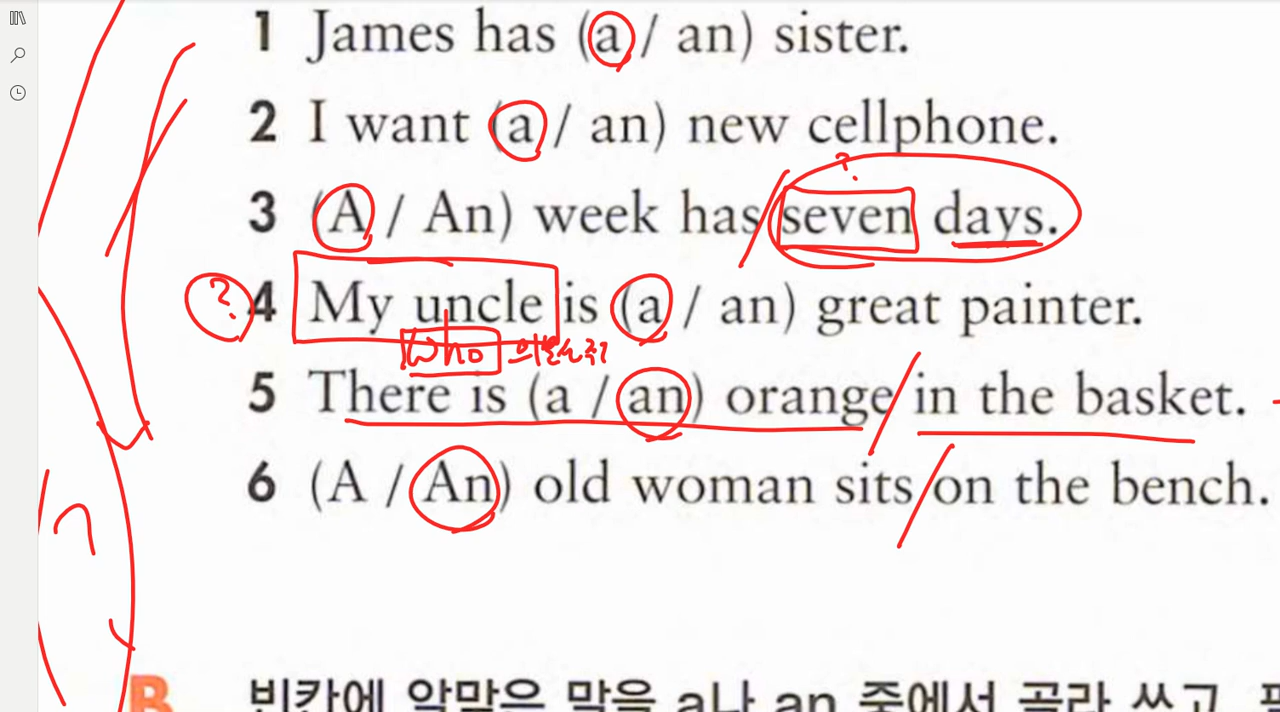 1 James has (a / an) sister.
2 I want (a / an) new cellphone.
?
3 (A / An) week has seven days.
? 4 My uncle is (a / an) great painter.
who
5 There is (a / an) orange in the basket.
6 (A / An) old woman sits on the bench.
B 빈칸에 알맞은 말을 a나 an 중에서 골라 쓰고,